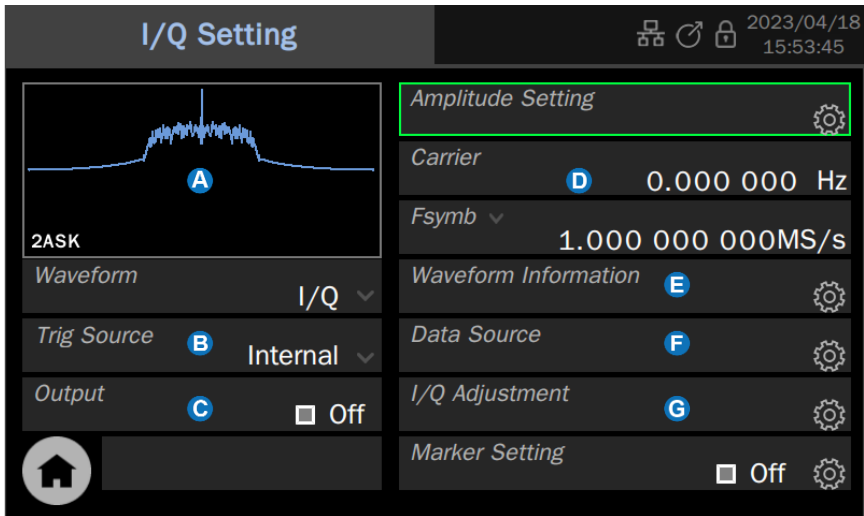 I/Q Setting
2023/04/18
15:53:45
A
2ASK
Waveform
I/Q
Trig Source
B
Internal
Output
C
Off
Amplitude Setting
Carrier
D
0.000 000 Hz
Fsymb
1.000 000 000MS/s
Waveform Information
E
Data Source
F
I/Q Adjustment
G
Marker Setting
Off